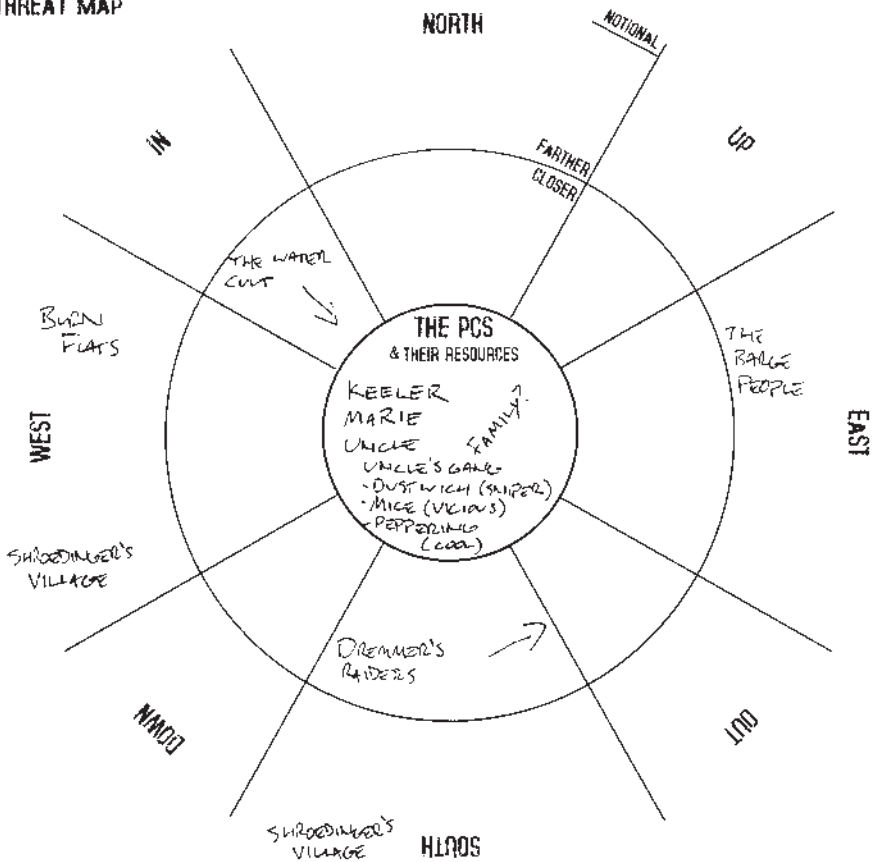 THREAT MAP
NORTH
NOTIONAL
IN
UP
FARTHER
CLOSER
THE WATER
CULT
BURN
FLATS
THE PCS
& THEIR RESOURCES
KEELER
MARIE
UNCLE
FAMILY?
UNCLE'S GANG
-DUSTWICH (SNIPER)
-MICE (VICIOUS)
-PEPPERING
(COOL)
THE
BARGE
PEOPLE
WEST
EAST
SHROEDINGER'S
VILLAGE
DREMMER'S
RAIDERS
DOWN
OUT
SHROEDINGER'S
VILLAGE
SOUTH